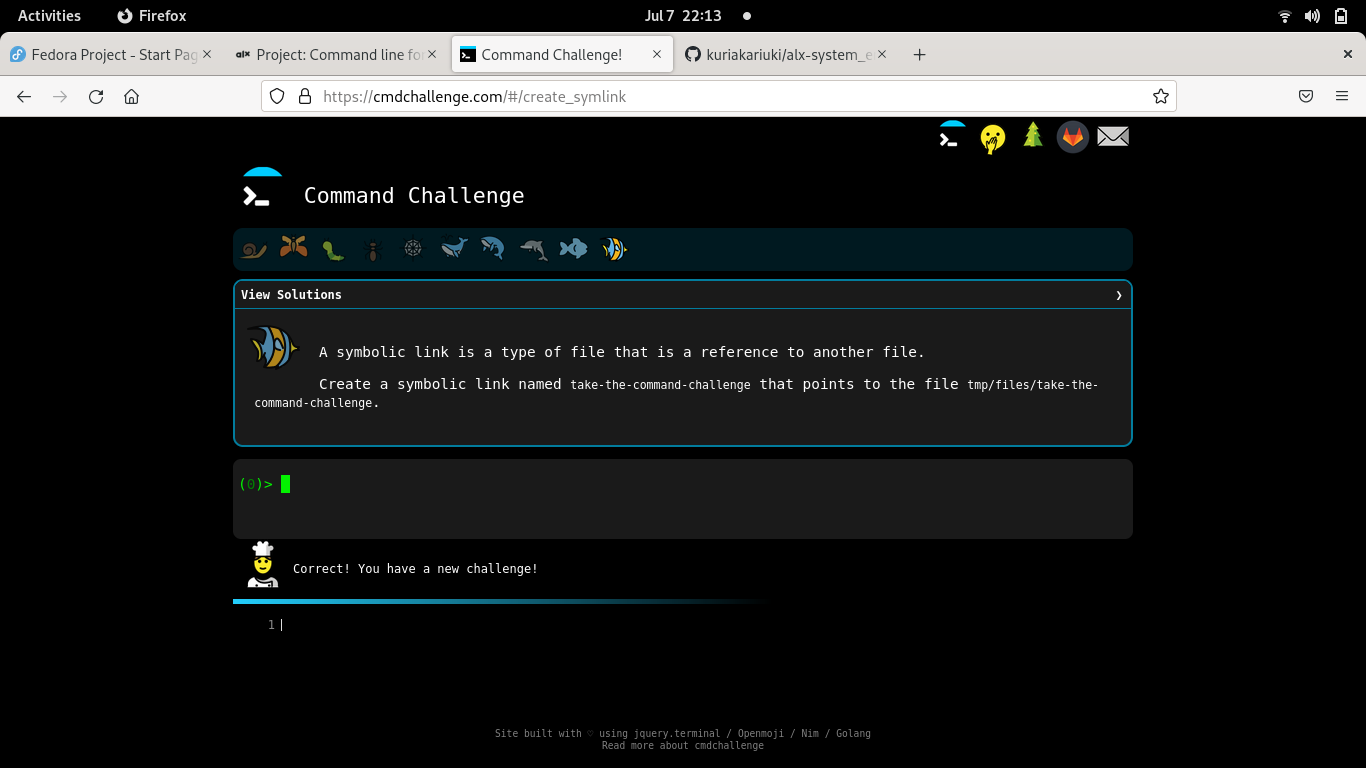 Activities Firefox Jul 7 22:13
Fedora Project - Start Pag Project: Command line fo Command Challenge! kuriakariuki/alx-system_e
https://cmdchallenge.com/#/create_symlink
Command Challenge
View Solutions ❯
A symbolic link is a type of file that is a reference to another file.
Create a symbolic link named take-the-command-challenge that points to the file tmp/files/take-the-
command-challenge.
(0)>
Correct! You have a new challenge!
1
Site built with ♡ using jquery.terminal / Openmoji / Nim / Golang
Read more about cmdchallenge